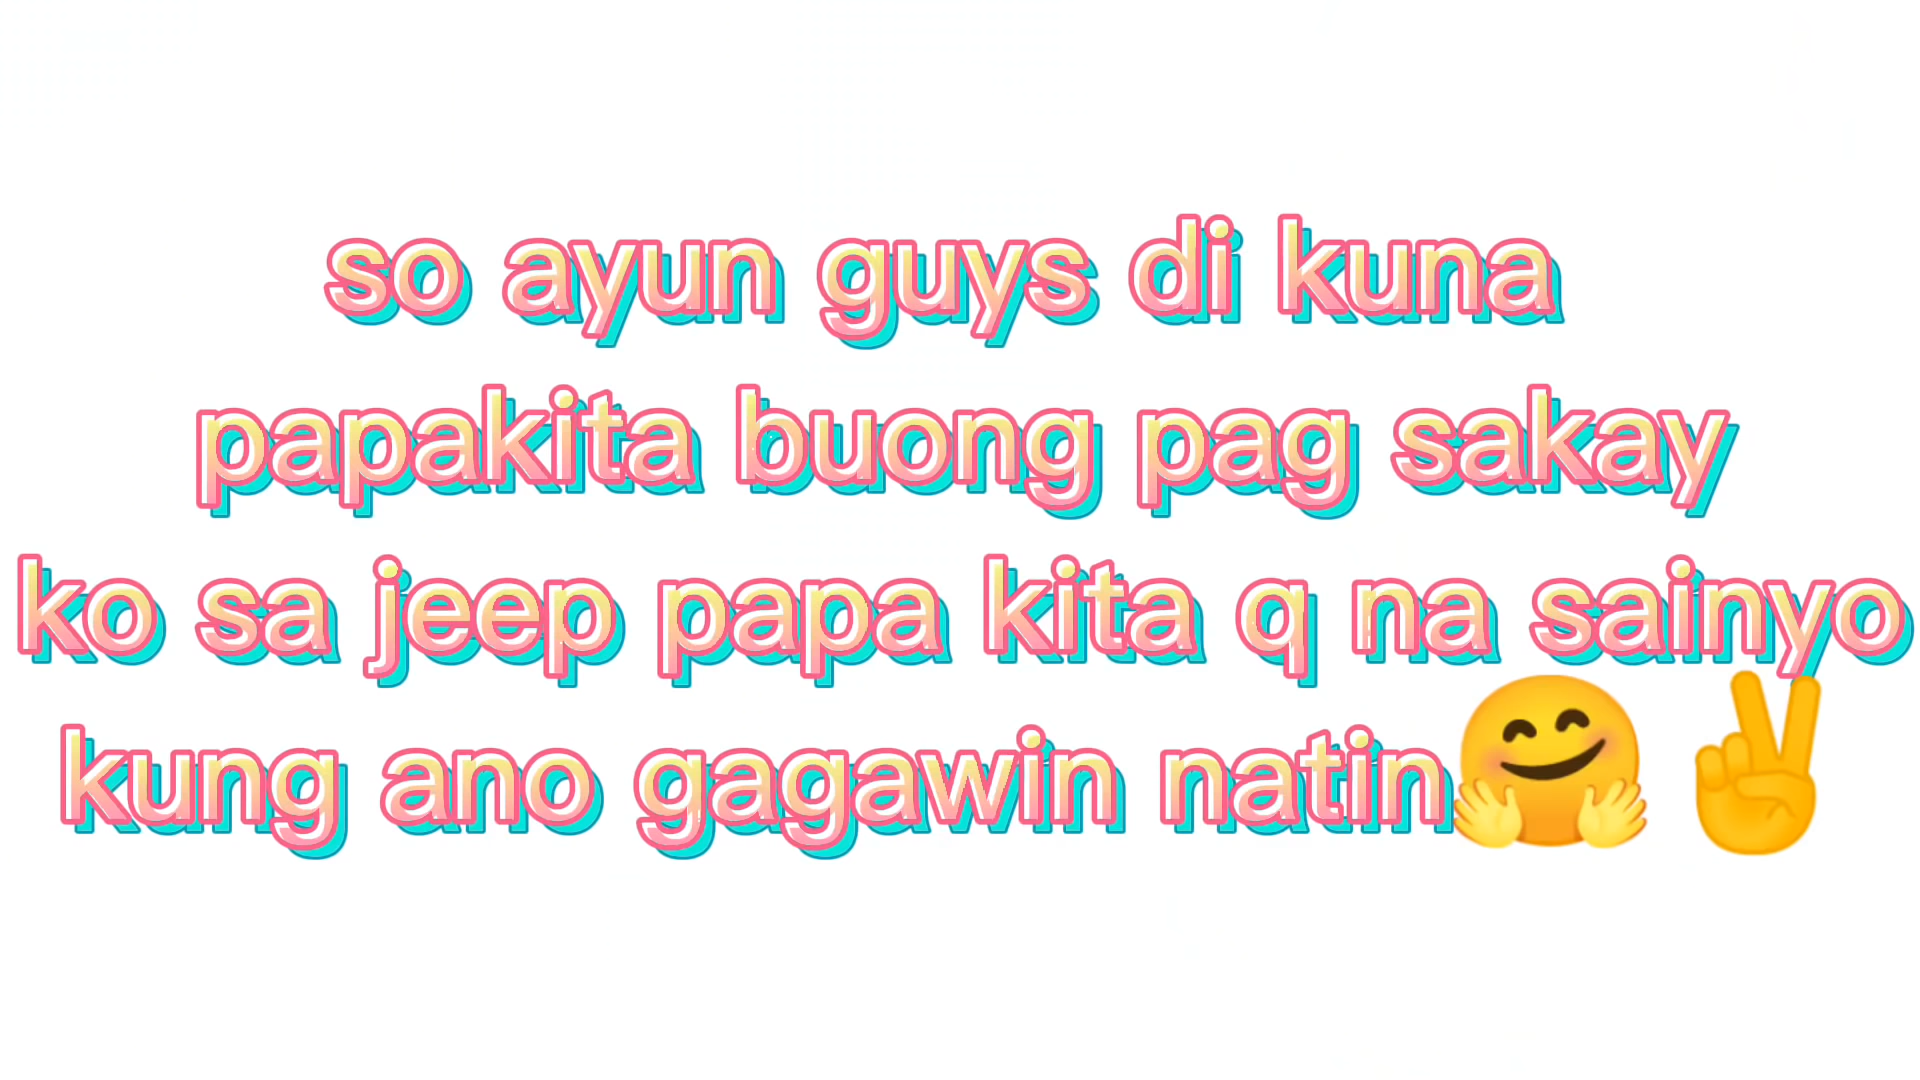 so ayun guys di kuna
papakita buong pag sakay
ko sa jeep papa kita q na sainyo
kung ano gagawin natin🤗✌